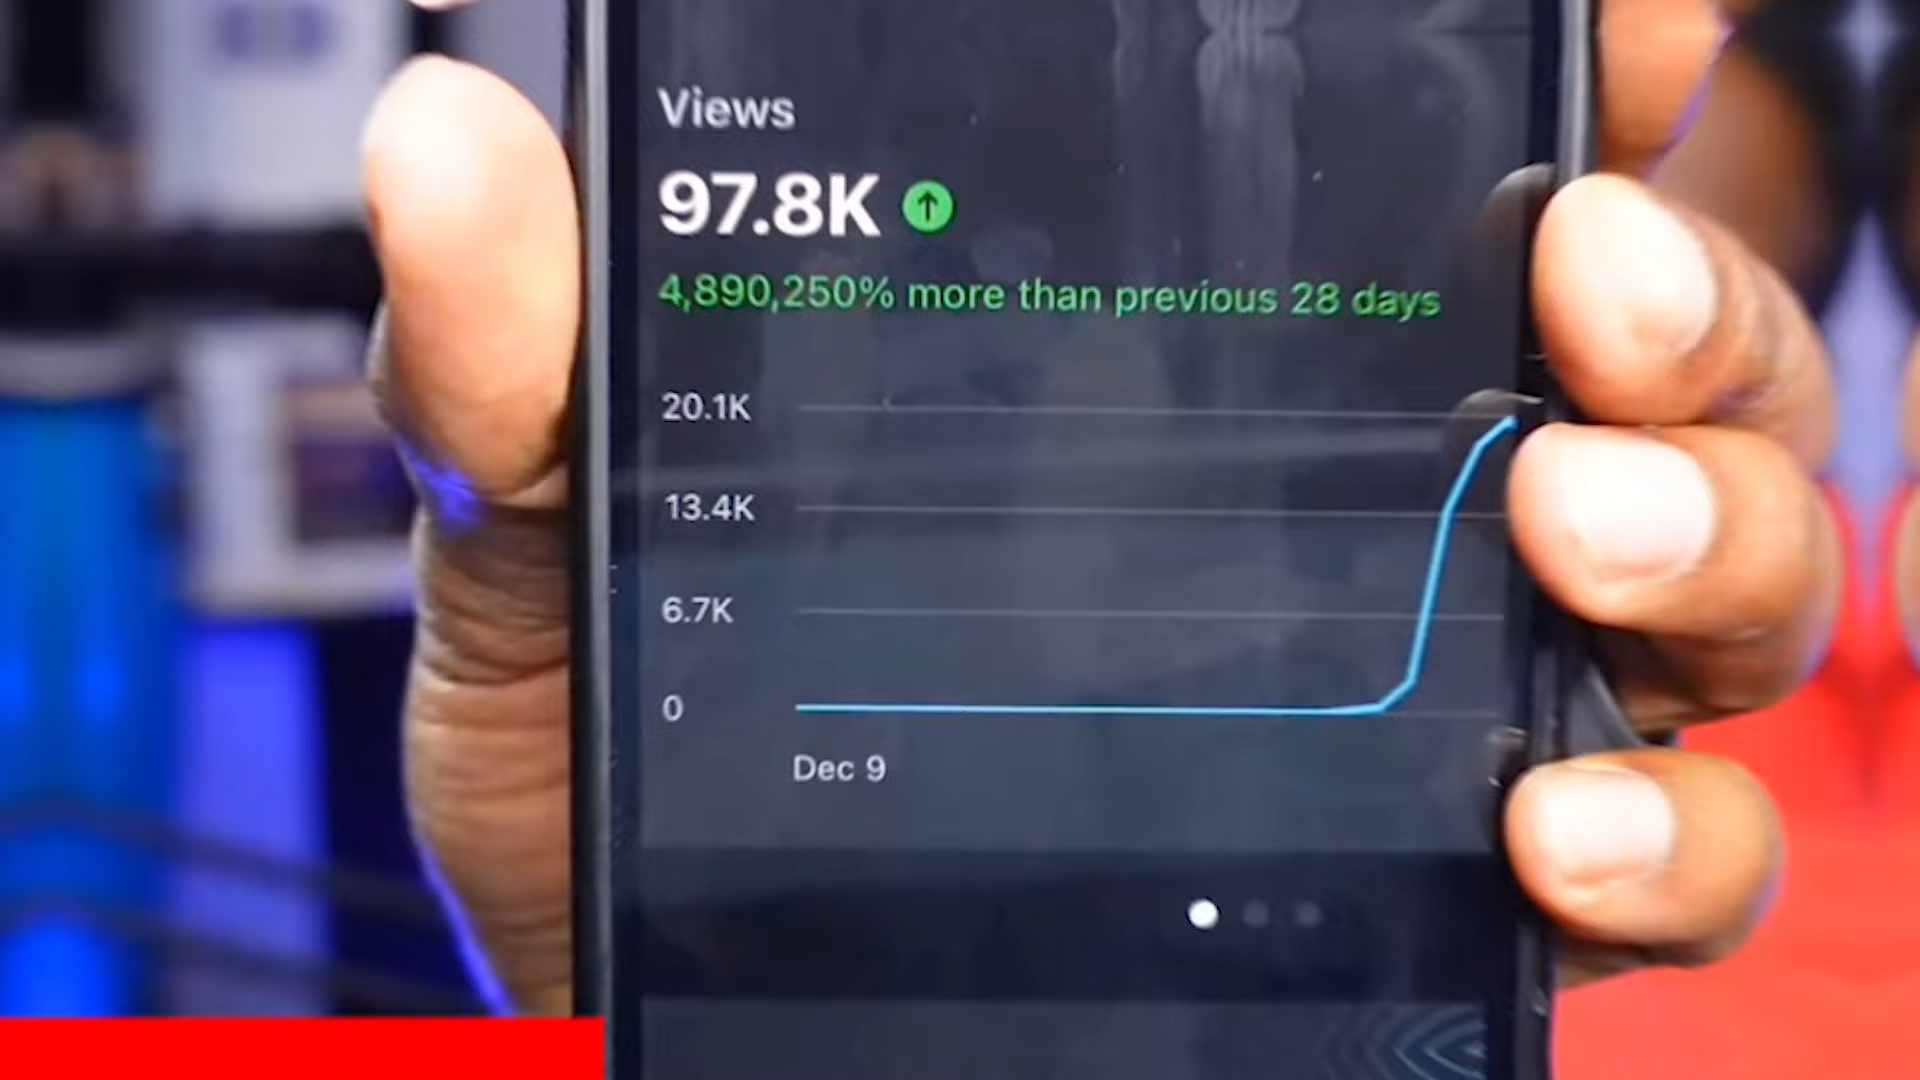 Views
97.8K
4,890,250% more than previous 28 days
20.1K
13.4K
6.7K
0
Dec 9